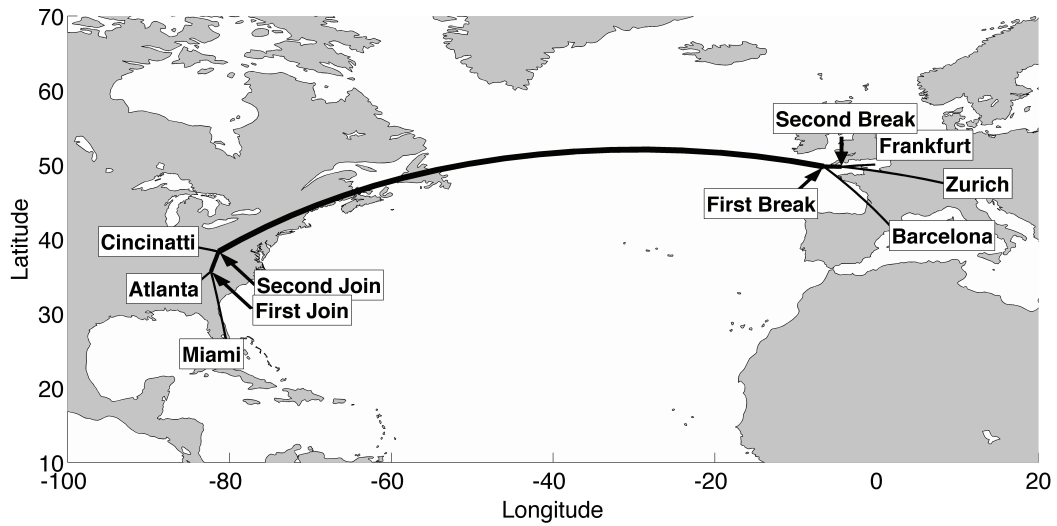 70
60
50
40
30
20
10
Latitude
Second Break
Frankfurt
Zurich
First Break
Barcelona
Cincinatti
Second Join
Atlanta
First Join
Miami
-100 -80 -60 -40 -20 0 20
Longitude